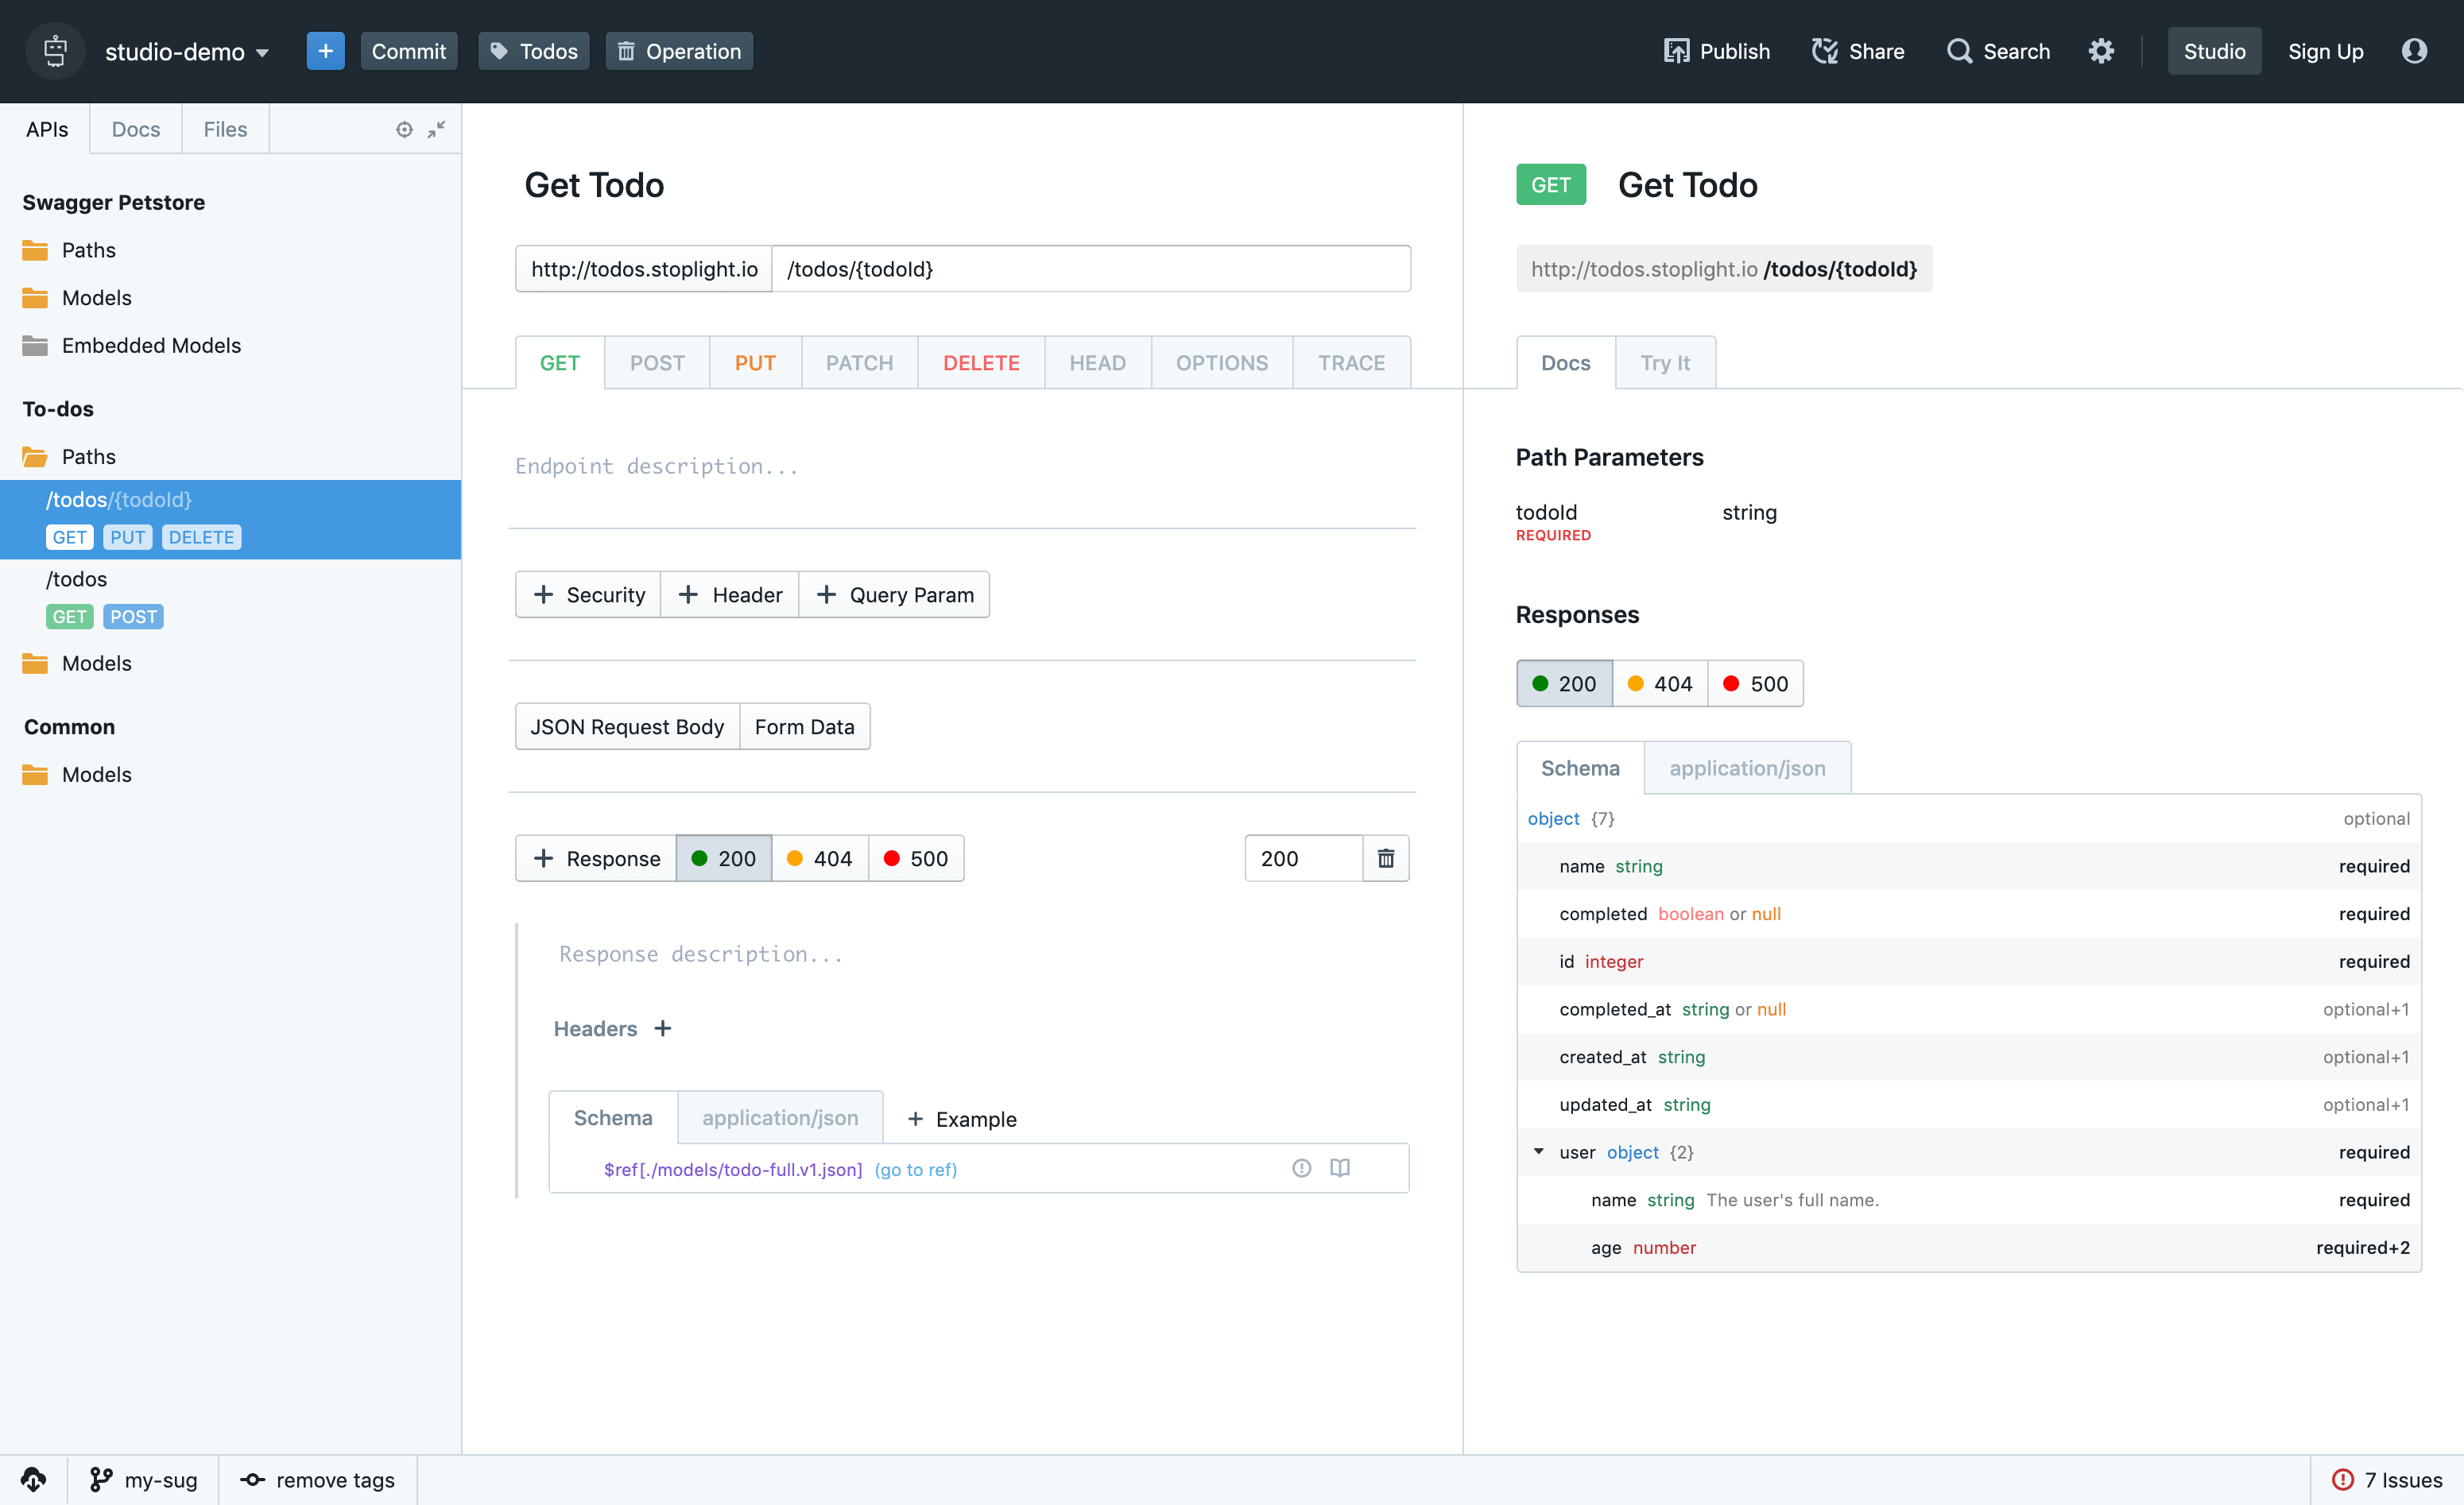 studio-demo
+ Commit Todos Operation
Publish Share Search Studio Sign Up
APIs Docs Files
Swagger Petstore
Paths
Models
Embedded Models
To-dos
Paths
/todos/{todoId}
GET PUT DELETE
/todos
GET POST
Models
Common
Models
Get Todo
http://todos.stoplight.io /todos/{todoId}
GET POST PUT PATCH DELETE HEAD OPTIONS TRACE
Endpoint description...
+ Security + Header + Query Param
JSON Request Body Form Data
+ Response 200 404 500 200
Response description...
Headers +
Schema application/json + Example
$ref[./models/todo-full.v1.json] (go to ref)
GET Get Todo
http://todos.stoplight.io /todos/{todoId}
Docs Try It
Path Parameters
todoId string
REQUIRED
Responses
200 404 500
Schema application/json
object {7} optional
name string required
completed boolean or null required
id integer required
completed_at string or null optional+1
created_at string optional+1
updated_at string optional+1
user object {2} required
name string The user's full name. required
age number required+2
my-sug remove tags 7 Issues